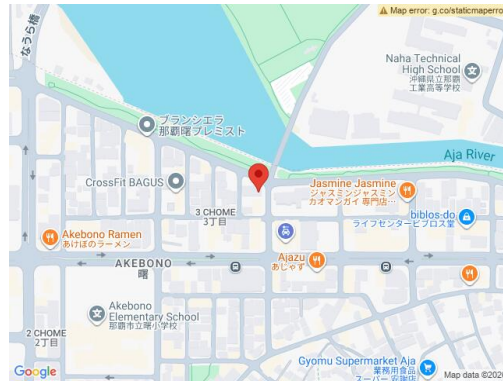 Map error: g.co/staticmaperro
なうら橋
Naha Technical
High School
沖縄県立那覇
工業高等学校
ブランシエラ
那覇曙プレミスト
Aja River
CrossFit BAGUS
Jasmine Jasmine
ジャスミンジャスミン
カオマンガイ 専門店…
3 CHOME
3丁目
biblos-do
ライフセンタービブロス堂
Akebono Ramen
あけぼのラーメン
Ajazu
あじゃず
AKEBONO
曙
Akebono
Elementary School
那覇市立曙小学校
2 CHOME
2丁目
Gyomu Supermarket Aja
業務用食品
スーパー 安謝店
Google
Map data ©202